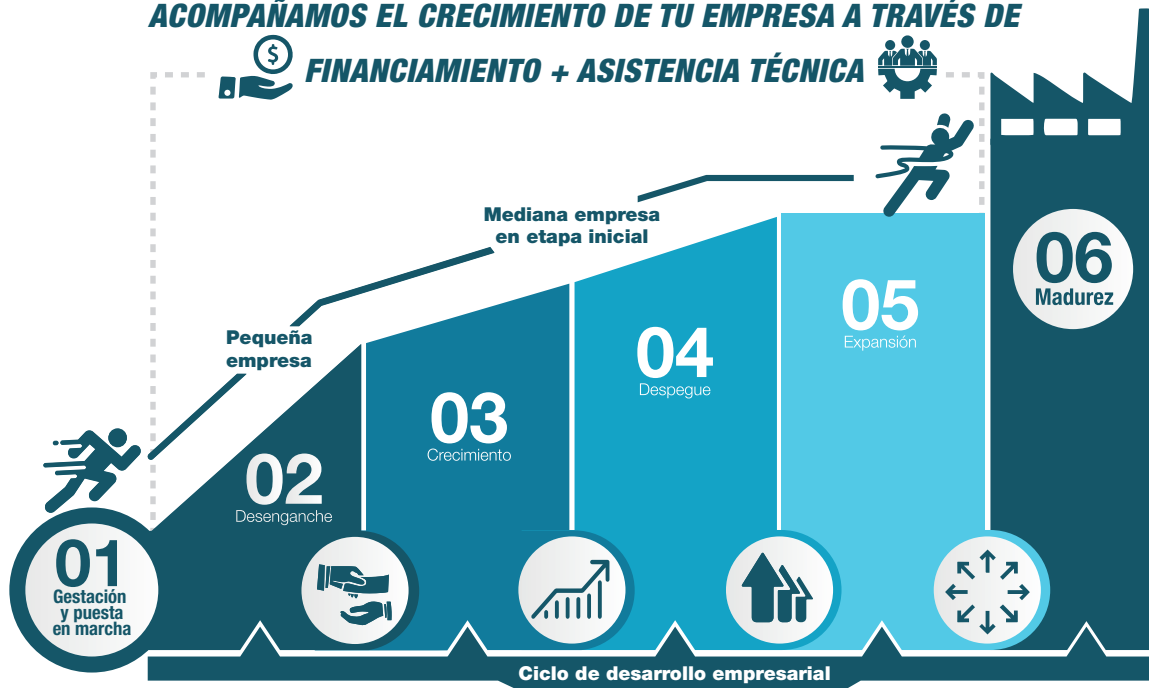 ACOMPAÑAMOS EL CRECIMIENTO DE TU EMPRESA A TRAVÉS DE
$
FINANCIAMIENTO + ASISTENCIA TÉCNICA
Mediana empresa
en etapa inicial
Pequeña
empresa
06
Madurez
05
Expansión
04
Despegue
03
Crecimiento
02
Desenganche
01
Gestación
y puesta
en marcha
Ciclo de desarrollo empresarial